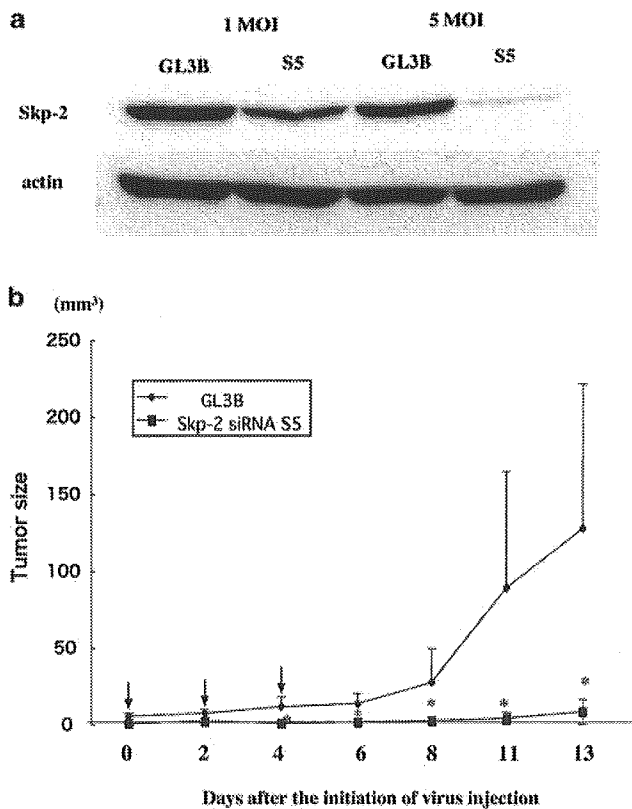 a
1 MOI 5 MOI
GL3B S5 GL3B S5
Skp-2
actin
b (mm³)
250
200
150
100
50
0
Tumor size
GL3B
Skp-2 siRNA S5
* * * * *
0 2 4 6 8 11 13
Days after the initiation of virus injection